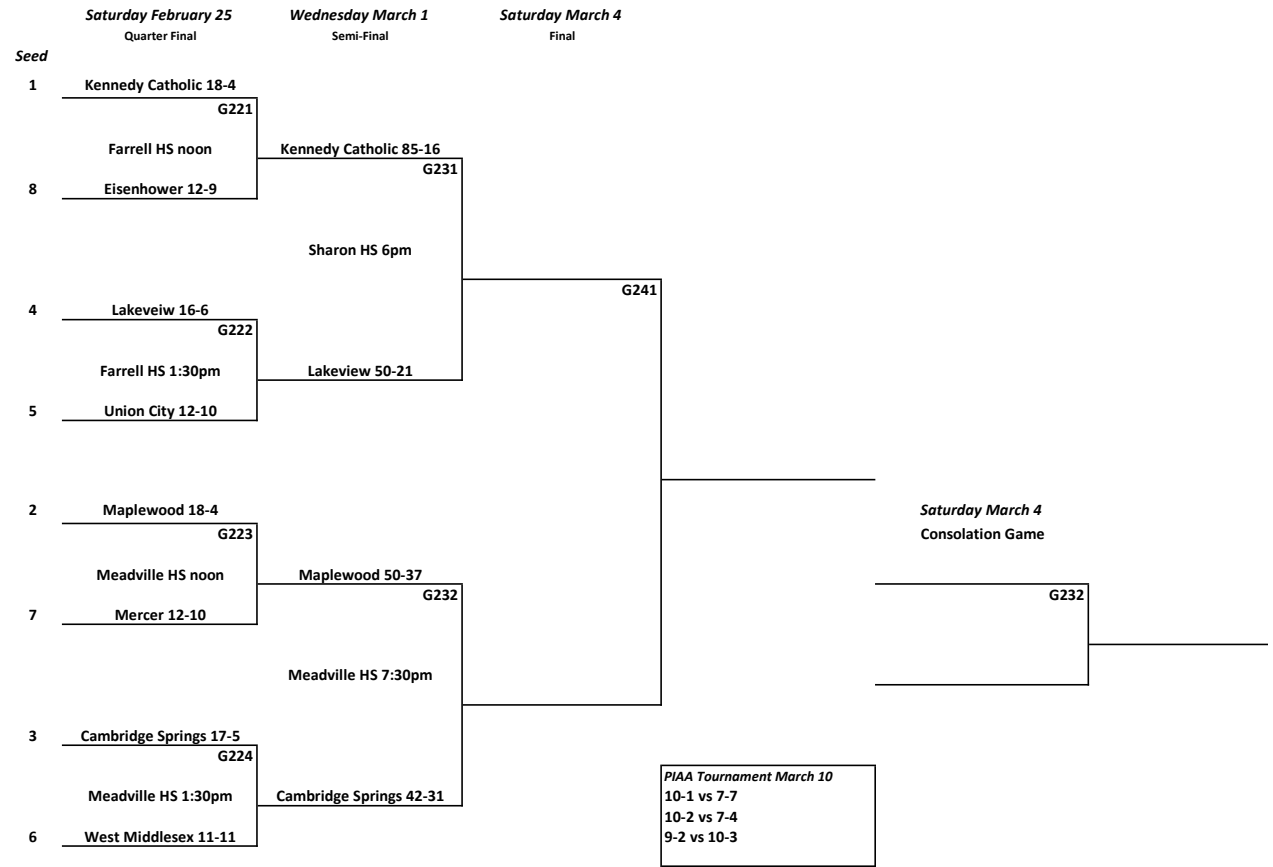 Saturday February 25 Wednesday March 1 Saturday March 4
Quarter Final Semi-Final Final
Seed
1 Kennedy Catholic 18-4
G221
Farrell HS noon Kennedy Catholic 85-16
G231
8 Eisenhower 12-9
Sharon HS 6pm
G241
4 Lakeveiw 16-6
G222
Farrell HS 1:30pm Lakeview 50-21
5 Union City 12-10
2 Maplewood 18-4
Saturday March 4
G223
Consolation Game
Meadville HS noon Maplewood 50-37
G232 G232
7 Mercer 12-10
Meadville HS 7:30pm
3 Cambridge Springs 17-5
G224
PIAA Tournament March 10
Meadville HS 1:30pm Cambridge Springs 42-31 10-1 vs 7-7
10-2 vs 7-4
6 West Middlesex 11-11 9-2 vs 10-3